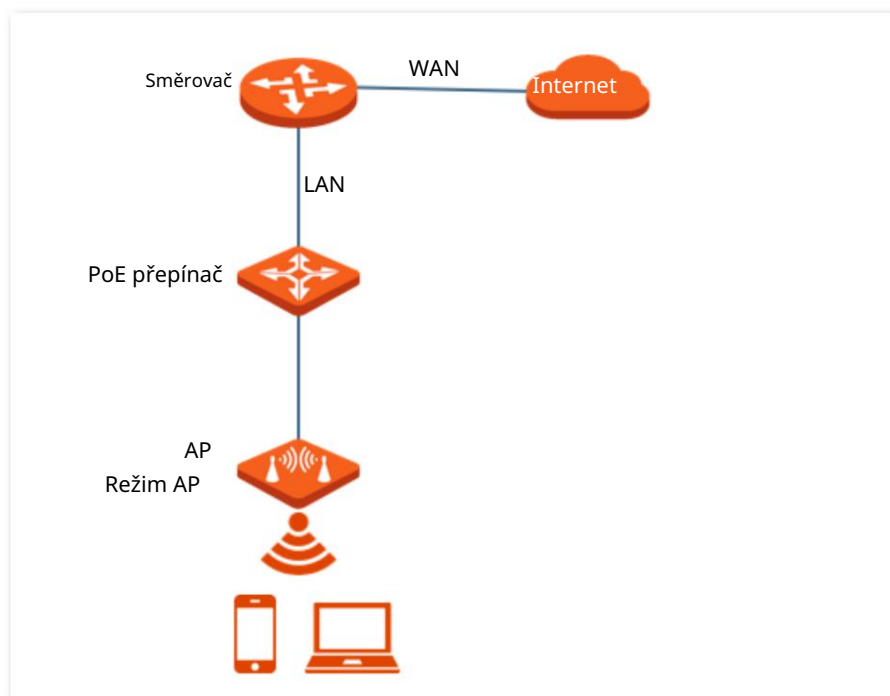 Směrovač
WAN
Internet
LAN
PoE přepínač
AP
Režim AP